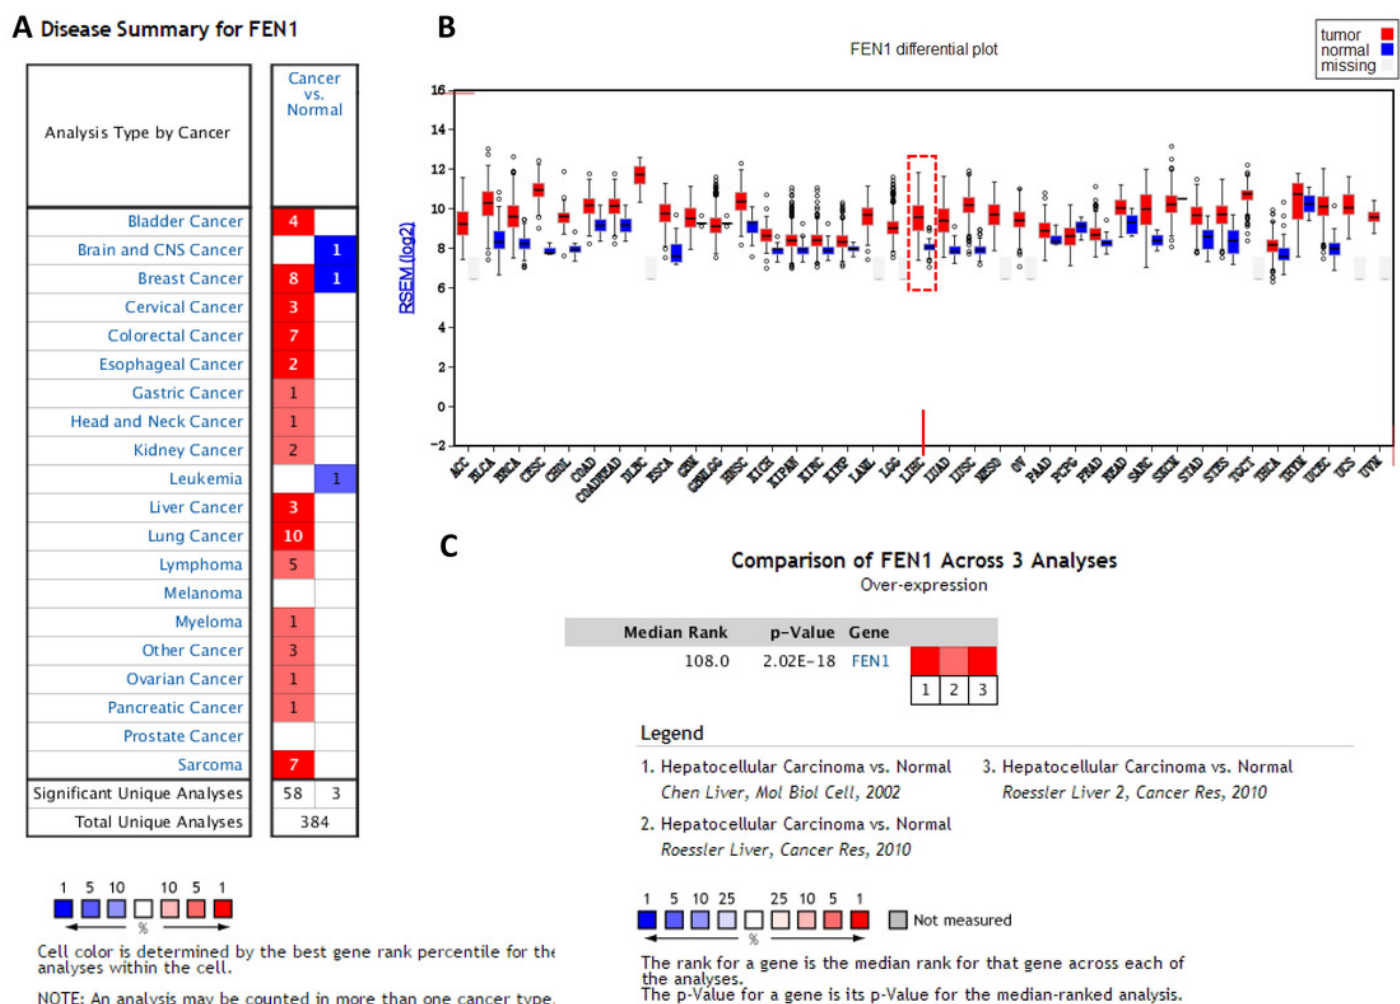 A Disease Summary for FEN1
Analysis Type by Cancer
Cancer
vs.
Normal
Bladder Cancer 4
Brain and CNS Cancer 1
Breast Cancer 8 1
Cervical Cancer 3
Colorectal Cancer 7
Esophageal Cancer 2
Gastric Cancer 1
Head and Neck Cancer 1
Kidney Cancer 2
Leukemia 1
Liver Cancer 3
Lung Cancer 10
Lymphoma 5
Melanoma
Myeloma 1
Other Cancer 3
Ovarian Cancer 1
Pancreatic Cancer 1
Prostate Cancer
Sarcoma 7
Significant Unique Analyses 58 3
Total Unique Analyses 384
1 5 10 10 5 1
%
Cell color is determined by the best gene rank percentile for the
analyses within the cell.
NOTE: An analysis may be counted in more than one cancer type.
B
FEN1 differential plot
tumor
normal
missing
RSEM (log2)
16
14
12
10
8
6
4
2
0
-2
ACC BLCA BRCA CESC CHOL COAD COADREAD DLBC ESCA GBM GBMLGG HNSC KICH KIPAN KIRC KIRP LAML LGG LIHC LUAD LUSC MESO OV PAAD PCPG PRAD READ SARC SKCM STAD STES TGCT THCA THYM UCEC UCS UVM
C
Comparison of FEN1 Across 3 Analyses
Over-expression
Median Rank p-Value Gene
108.0 2.02E-18 FEN1
1 2 3
Legend
1. Hepatocellular Carcinoma vs. Normal
Chen Liver, Mol Biol Cell, 2002
2. Hepatocellular Carcinoma vs. Normal
Roessler Liver, Cancer Res, 2010
3. Hepatocellular Carcinoma vs. Normal
Roessler Liver 2, Cancer Res, 2010
1 5 10 25 25 10 5 1
%
Not measured
The rank for a gene is the median rank for that gene across each of
the analyses.
The p-Value for a gene is its p-Value for the median-ranked analysis.